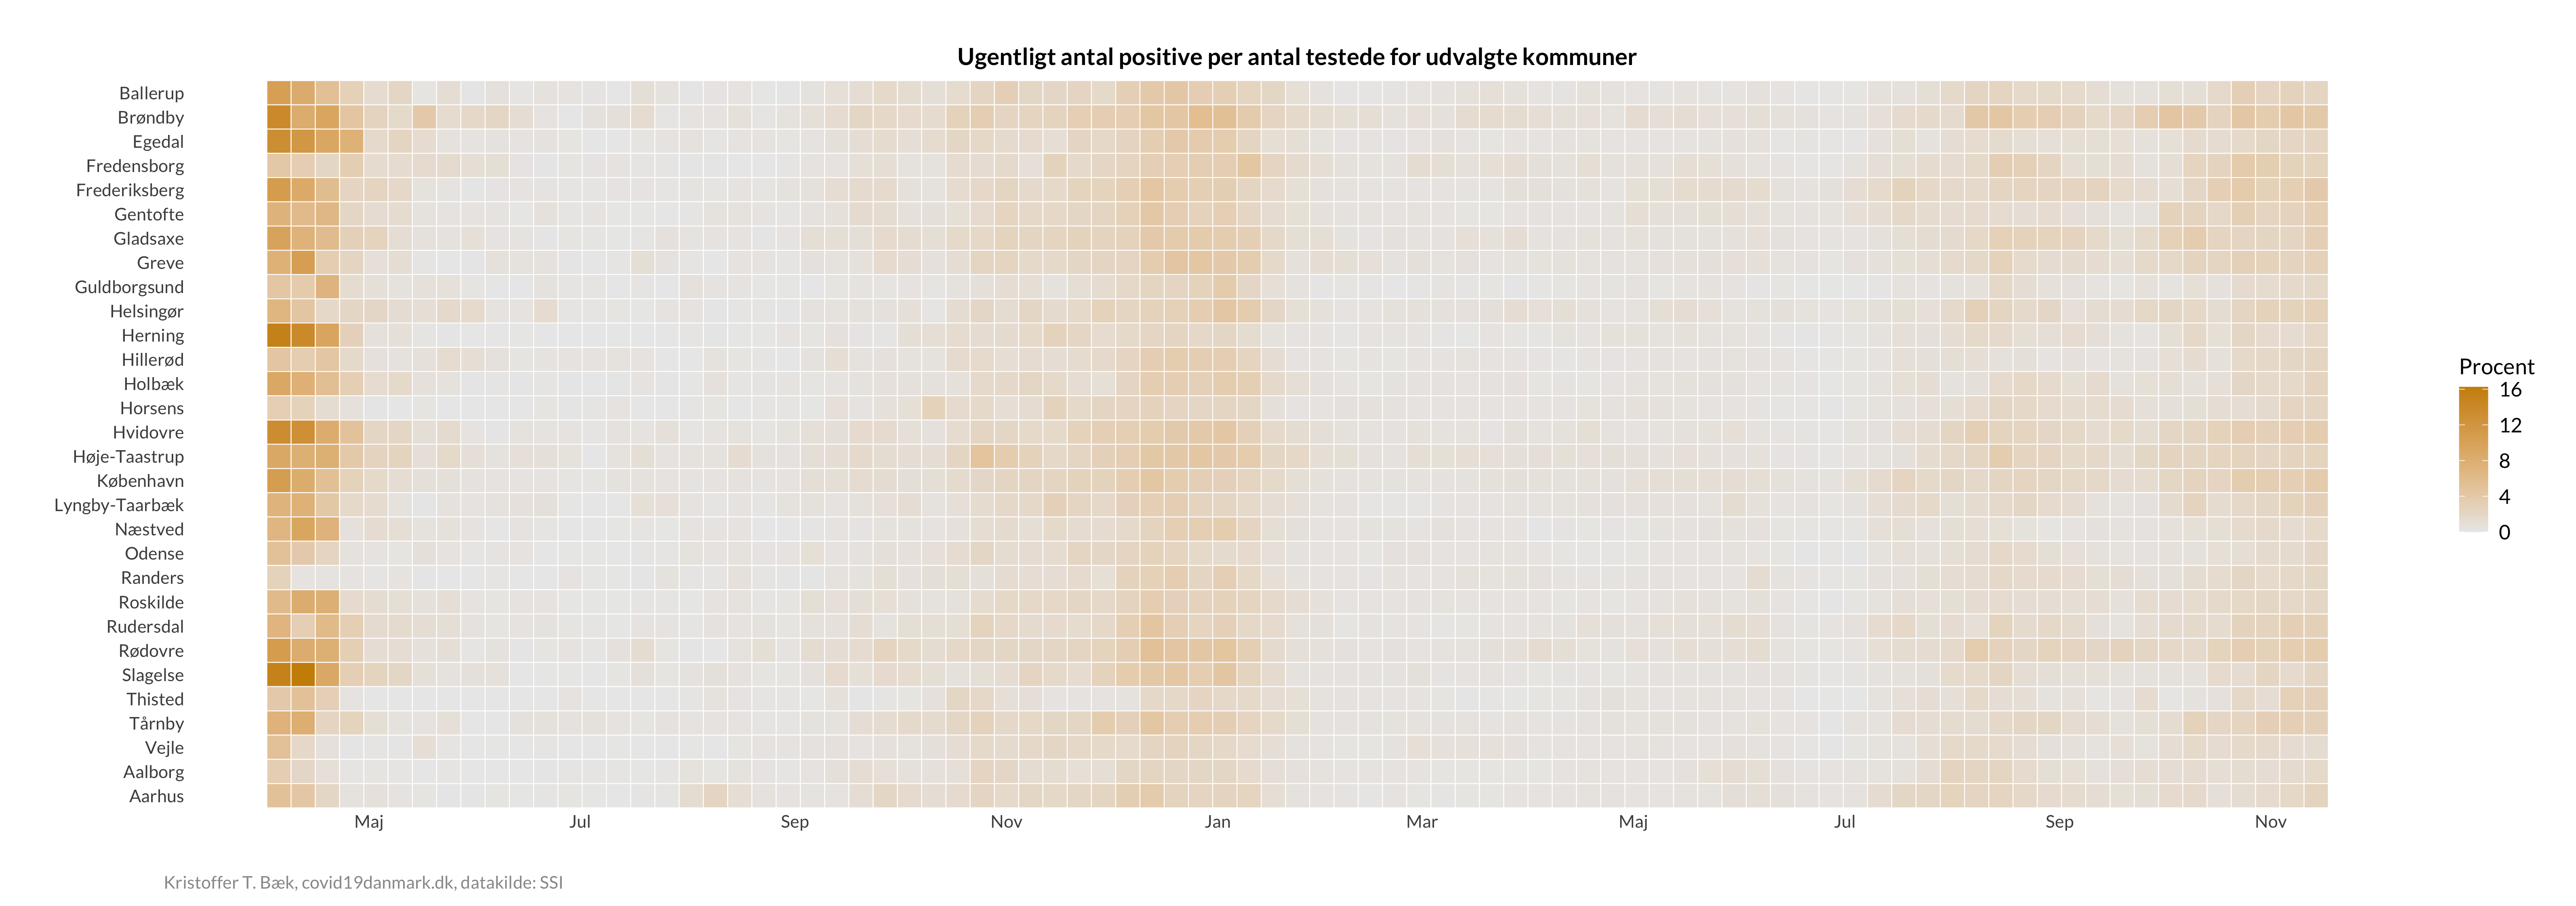 Ugentligt antal positive per antal testede for udvalgte kommuner
Ballerup
Brøndby
Egedal
Fredensborg
Frederiksberg
Gentofte
Gladsaxe
Greve
Guldborgsund
Helsingør
Herning
Hillerød
Holbæk
Horsens
Hvidovre
Høje-Taastrup
København
Lyngby-Taarbæk
Næstved
Odense
Randers
Roskilde
Rudersdal
Rødovre
Slagelse
Thisted
Tårnby
Vejle
Aalborg
Aarhus
Maj Jul Sep Nov Jan Mar Maj Jul Sep Nov
Procent
16
12
8
4
0
Kristoffer T. Bæk, covid19danmark.dk, datakilde: SSI